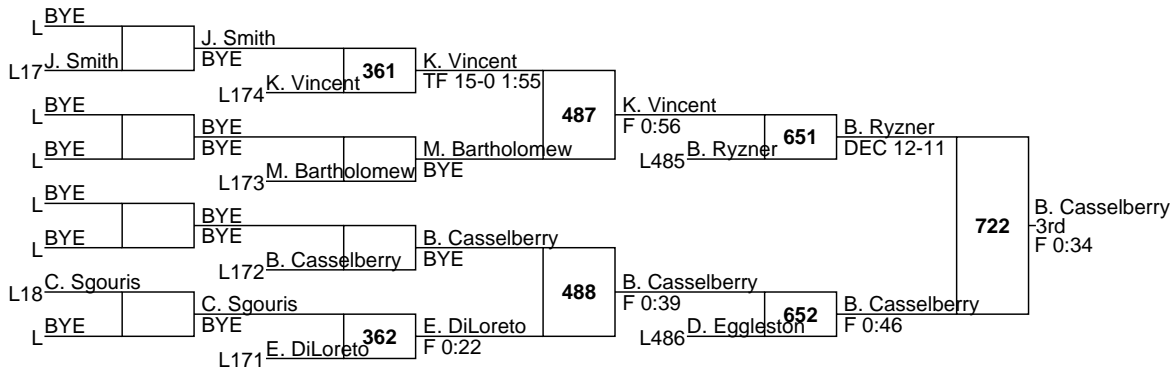 BYE
L
J. Smith
L17
J. Smith
BYE
K. Vincent
L174
361
K. Vincent
TF 15-0 1:55
BYE
L
BYE
L
BYE
BYE
M. Bartholomew
L173
M. Bartholomew
BYE
487
K. Vincent
F 0:56
B. Ryzner
L485
651
B. Ryzner
DEC 12-11
BYE
L
BYE
L
BYE
BYE
B. Casselberry
L172
B. Casselberry
BYE
C. Sgouris
L18
BYE
L
C. Sgouris
BYE
E. DiLoreto
L171
362
E. DiLoreto
F 0:22
488
B. Casselberry
F 0:39
D. Eggleston
L486
652
B. Casselberry
F 0:46
722
B. Casselberry
3rd
F 0:34